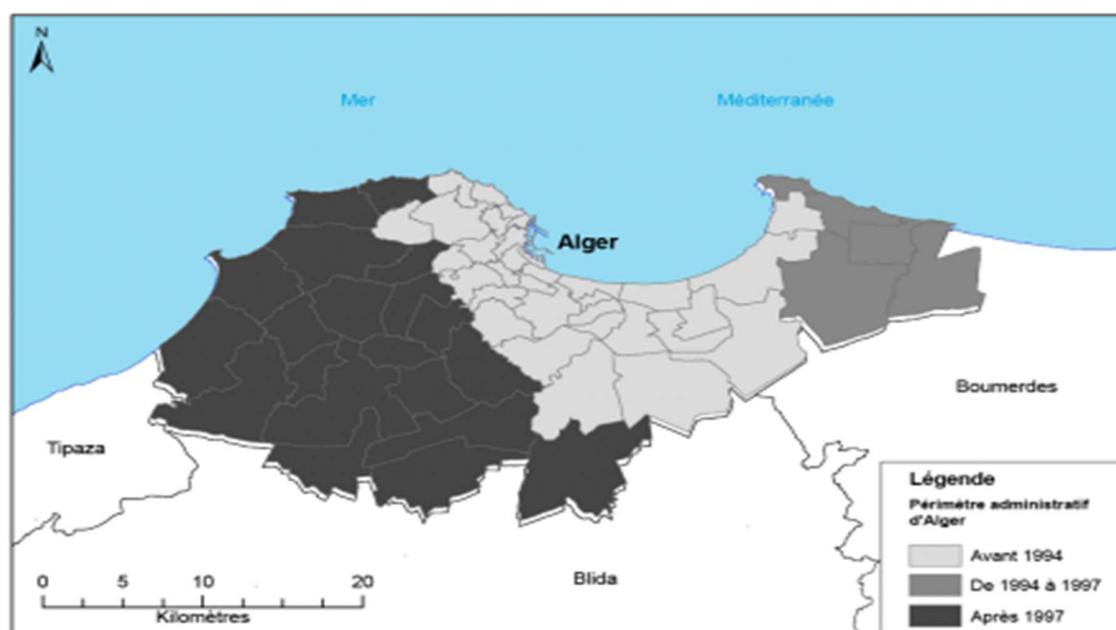 N
Mer
Méditerranée
Alger
Boumerdes
Tipaza
Blida
0 5 10 20
Kilomètres
Légende
Périmètre administratif
d'Alger
Avant 1994
De 1994 à 1997
Après 1997